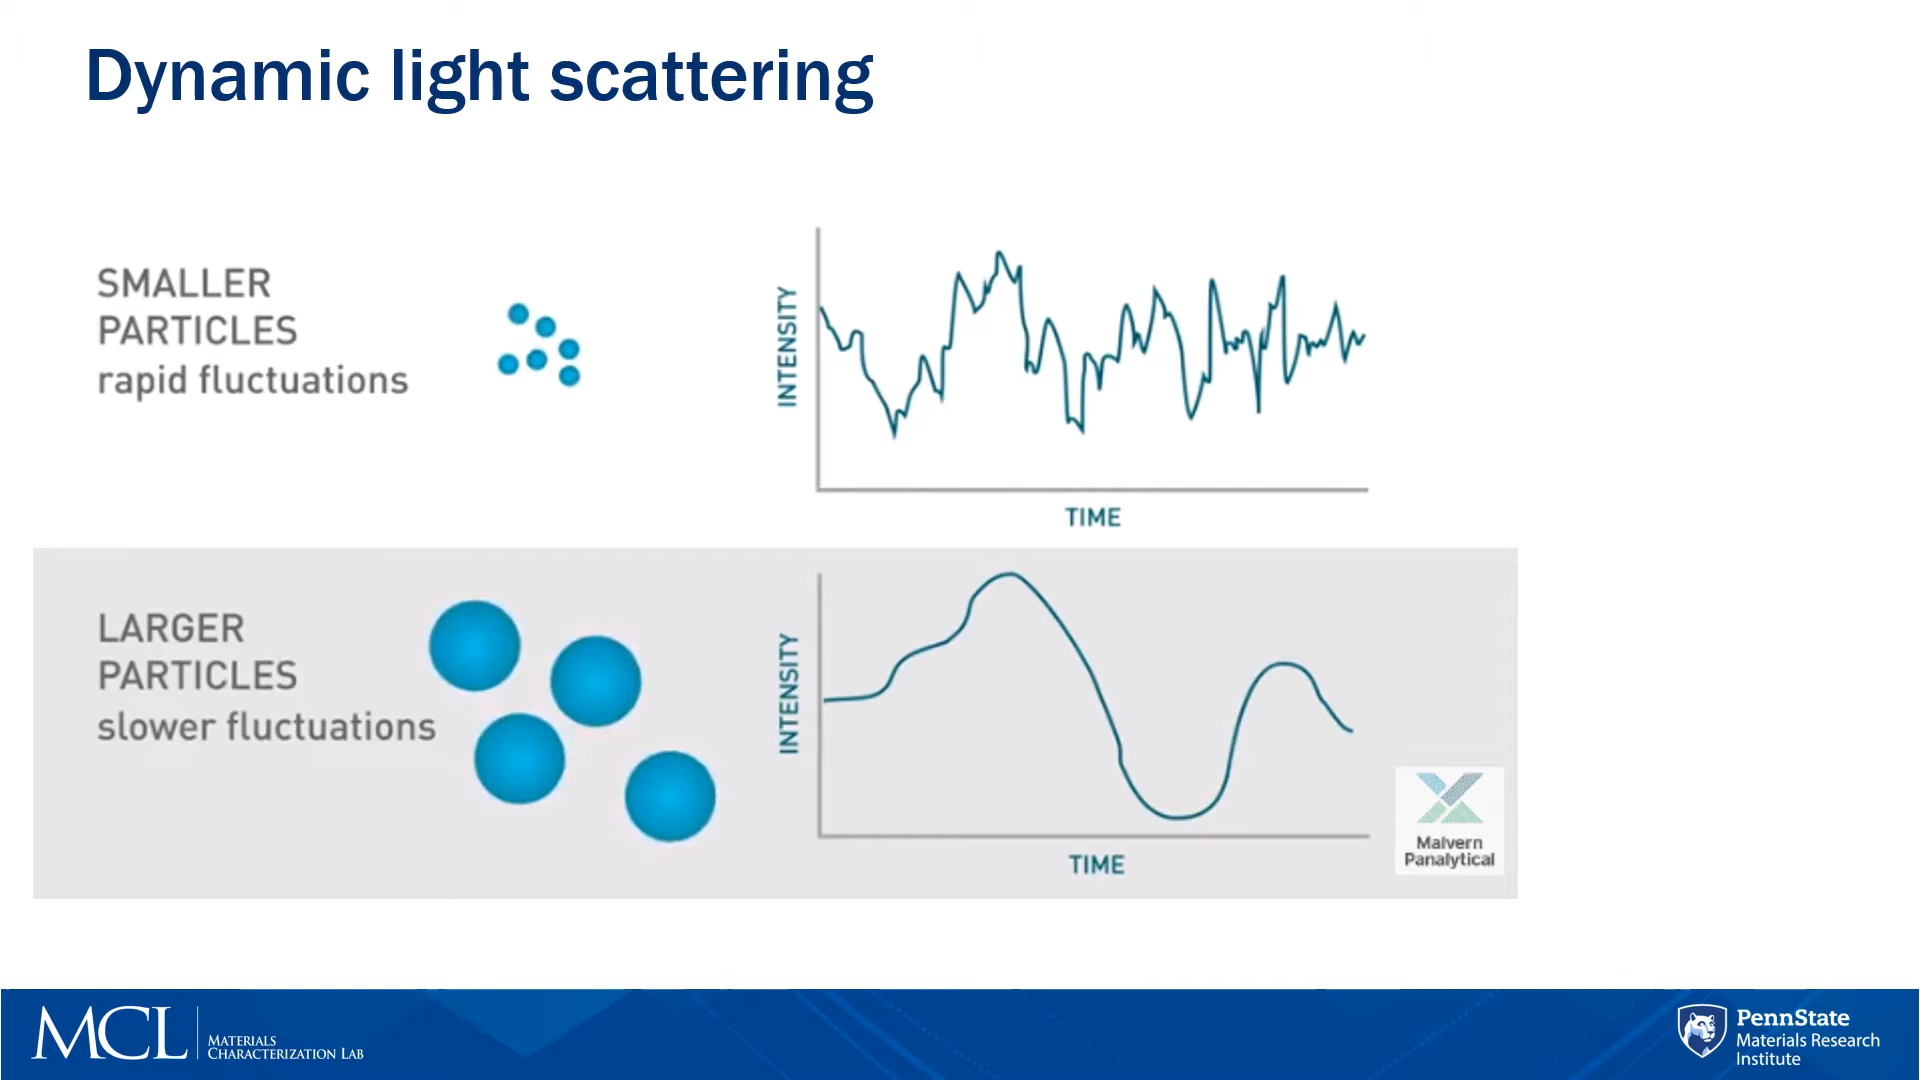 Dynamic light scattering
SMALLER
PARTICLES
rapid fluctuations
INTENSITY
TIME
LARGER
PARTICLES
slower fluctuations
INTENSITY
TIME
Malvern
Panalytical
MCL
MATERIALS
CHARACTERIZATION LAB
PennState
Materials Research
Institute